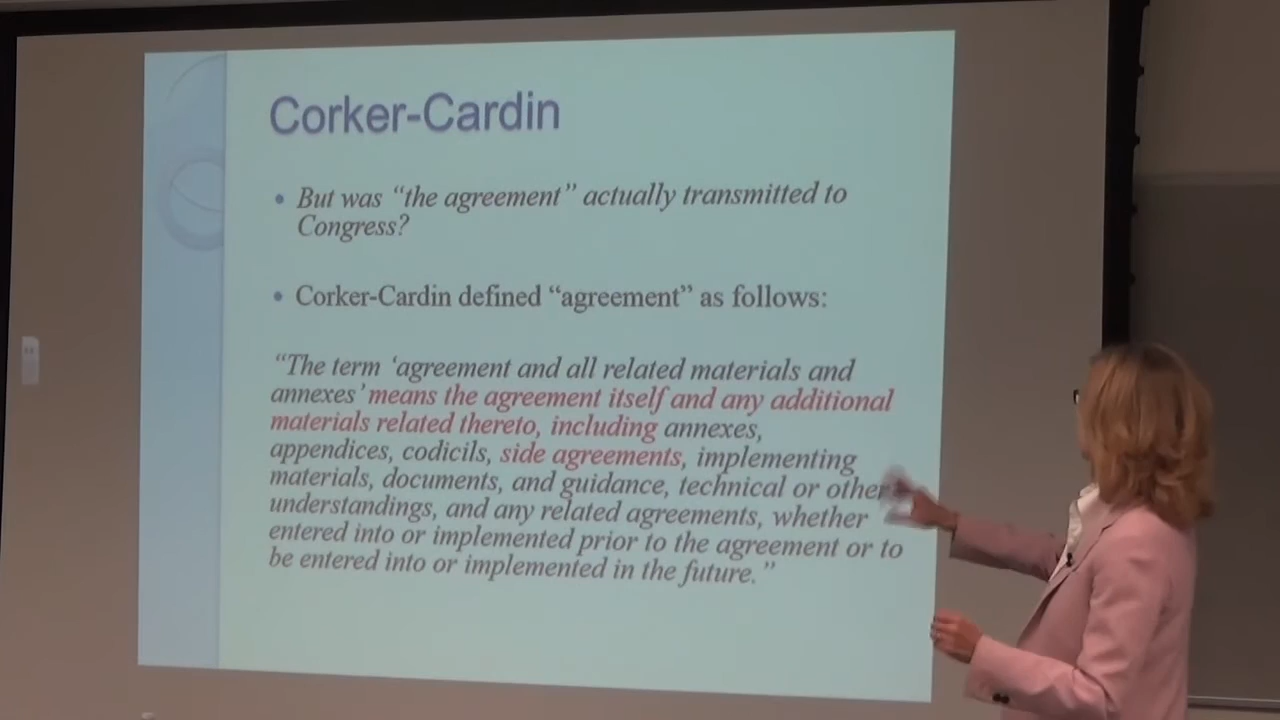 Corker-Cardin
• But was “the agreement” actually transmitted to
Congress?
• Corker-Cardin defined “agreement” as follows:
“The term ‘agreement and all related materials and
annexes’ means the agreement itself and any additional
materials related thereto, including annexes,
appendices, codicils, side agreements, implementing
materials, documents, and guidance, technical or other
understandings, and any related agreements, whether
entered into or implemented prior to the agreement or to
be entered into or implemented in the future.”